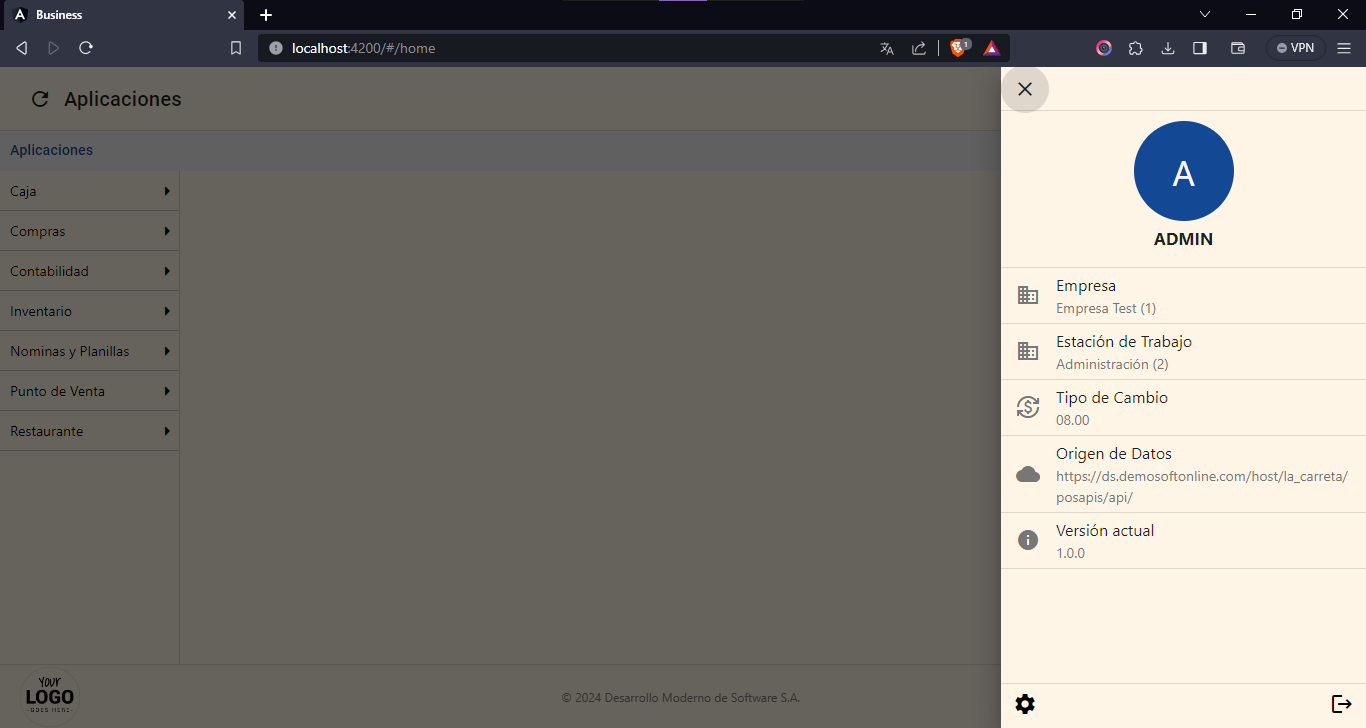 Business
localhost:4200/#/home
1
VPN
Aplicaciones
Aplicaciones
Caja
Compras
Contabilidad
Inventario
Nominas y Planillas
Punto de Venta
Restaurante
A
ADMIN
Empresa
Empresa Test (1)
Estación de Trabajo
Administración (2)
Tipo de Cambio
08.00
Origen de Datos
https://ds.demosoftonline.com/host/la_carreta/
posapis/api/
Versión actual
1.0.0
YOUR
LOGO
GOES HERE
© 2024 Desarrollo Moderno de Software S.A.